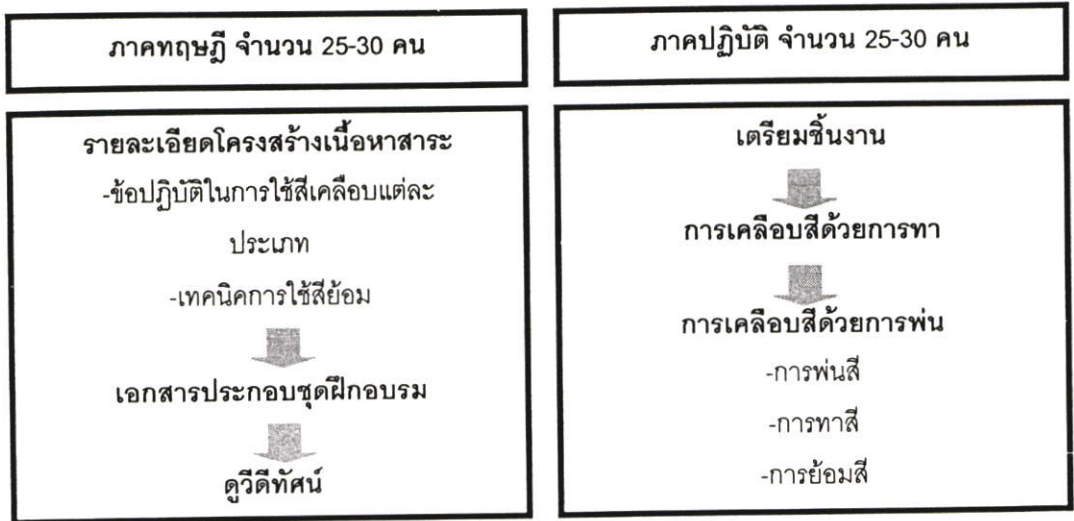 ภาคทฤษฎี จำนวน 25-30 คน
รายละเอียดโครงสร้างเนื้อหาสาระ
-ข้อปฏิบัติในการใช้สีเคลือบแต่ละ
ประเภท
-เทคนิคการใช้สีย้อม
เอกสารประกอบชุดฝึกอบรม
ดูวีดีทัศน์
ภาคปฏิบัติ จำนวน 25-30 คน
เตรียมชิ้นงาน
การเคลือบสีด้วยการทา
การเคลือบสีด้วยการพ่น
-การพ่นสี
-การทาสี
-การย้อมสี